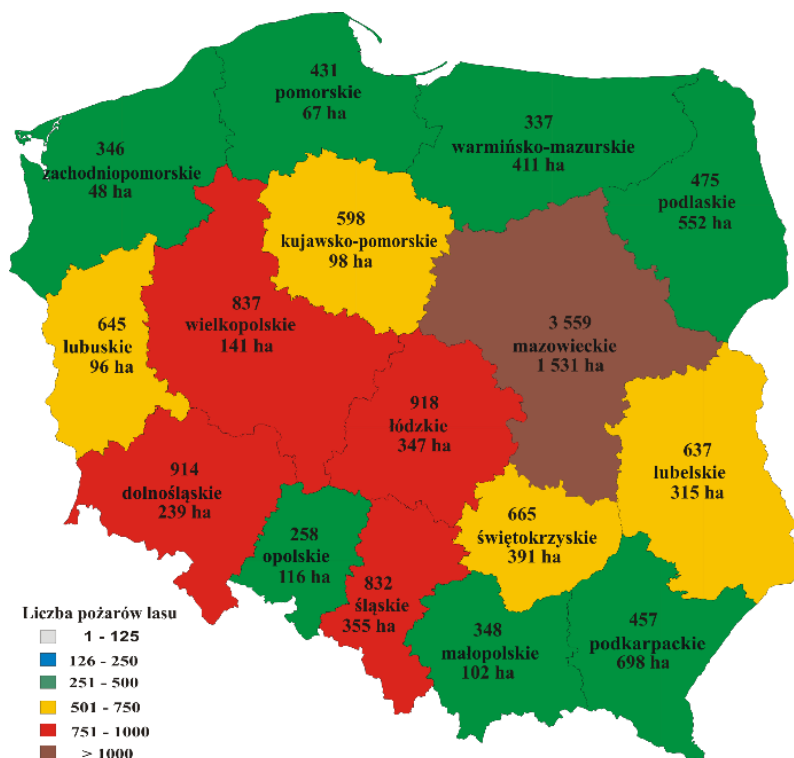 431
pomorskie
67 ha
337
warmińsko-mazurskie
411 ha
346
zachodniopomorskie
48 ha
475
podlaskie
552 ha
598
kujawsko-pomorskie
98 ha
837
wielkopolskie
141 ha
3 559
mazowieckie
1 531 ha
645
lubuskie
96 ha
918
łódzkie
347 ha
637
lubelskie
315 ha
914
dolnośląskie
239 ha
665
świętokrzyskie
391 ha
258
opolskie
116 ha
832
śląskie
355 ha
348
małopolskie
102 ha
457
podkarpackie
698 ha
Liczba pożarów lasu
1 - 125
126 - 250
251 - 500
501 - 750
751 - 1000
> 1000